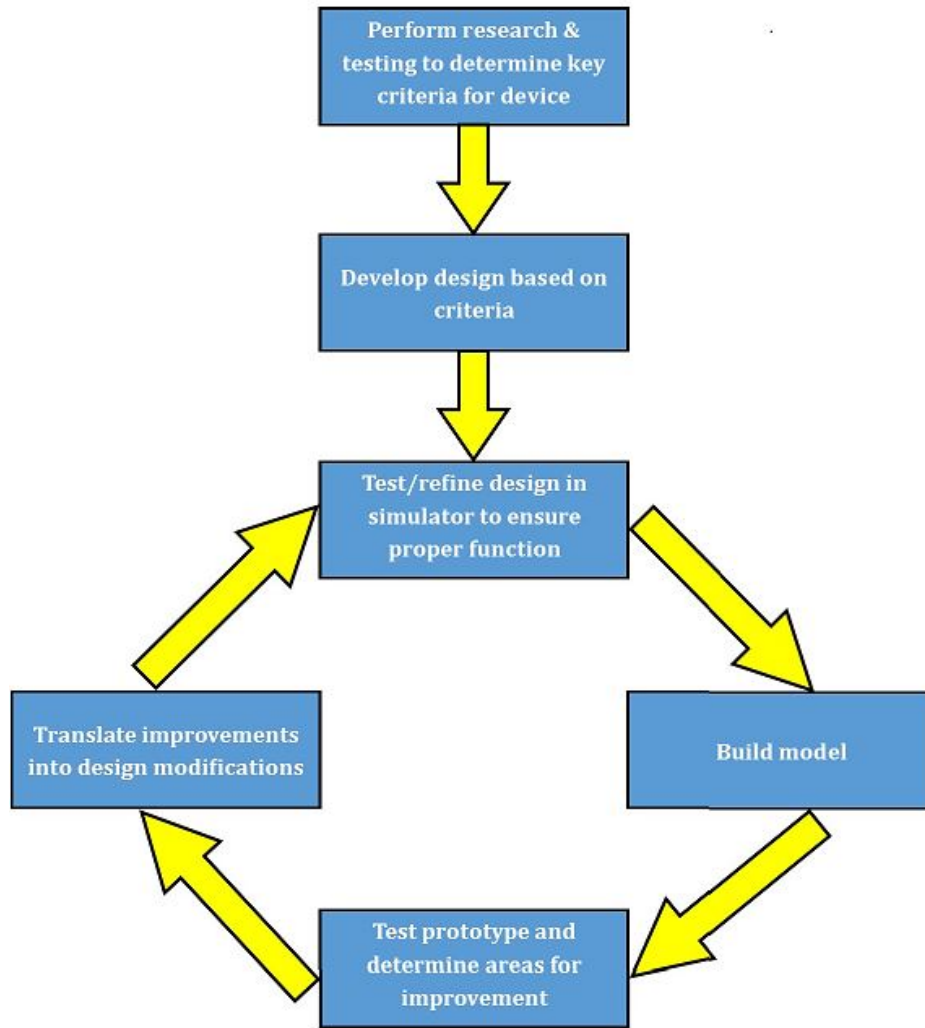 Perform research &
testing to determine key
criteria for device
Develop design based on
criteria
Test/refine design in
simulator to ensure
proper function
Translate improvements
into design modifications
Build model
Test prototype and
determine areas for
improvement